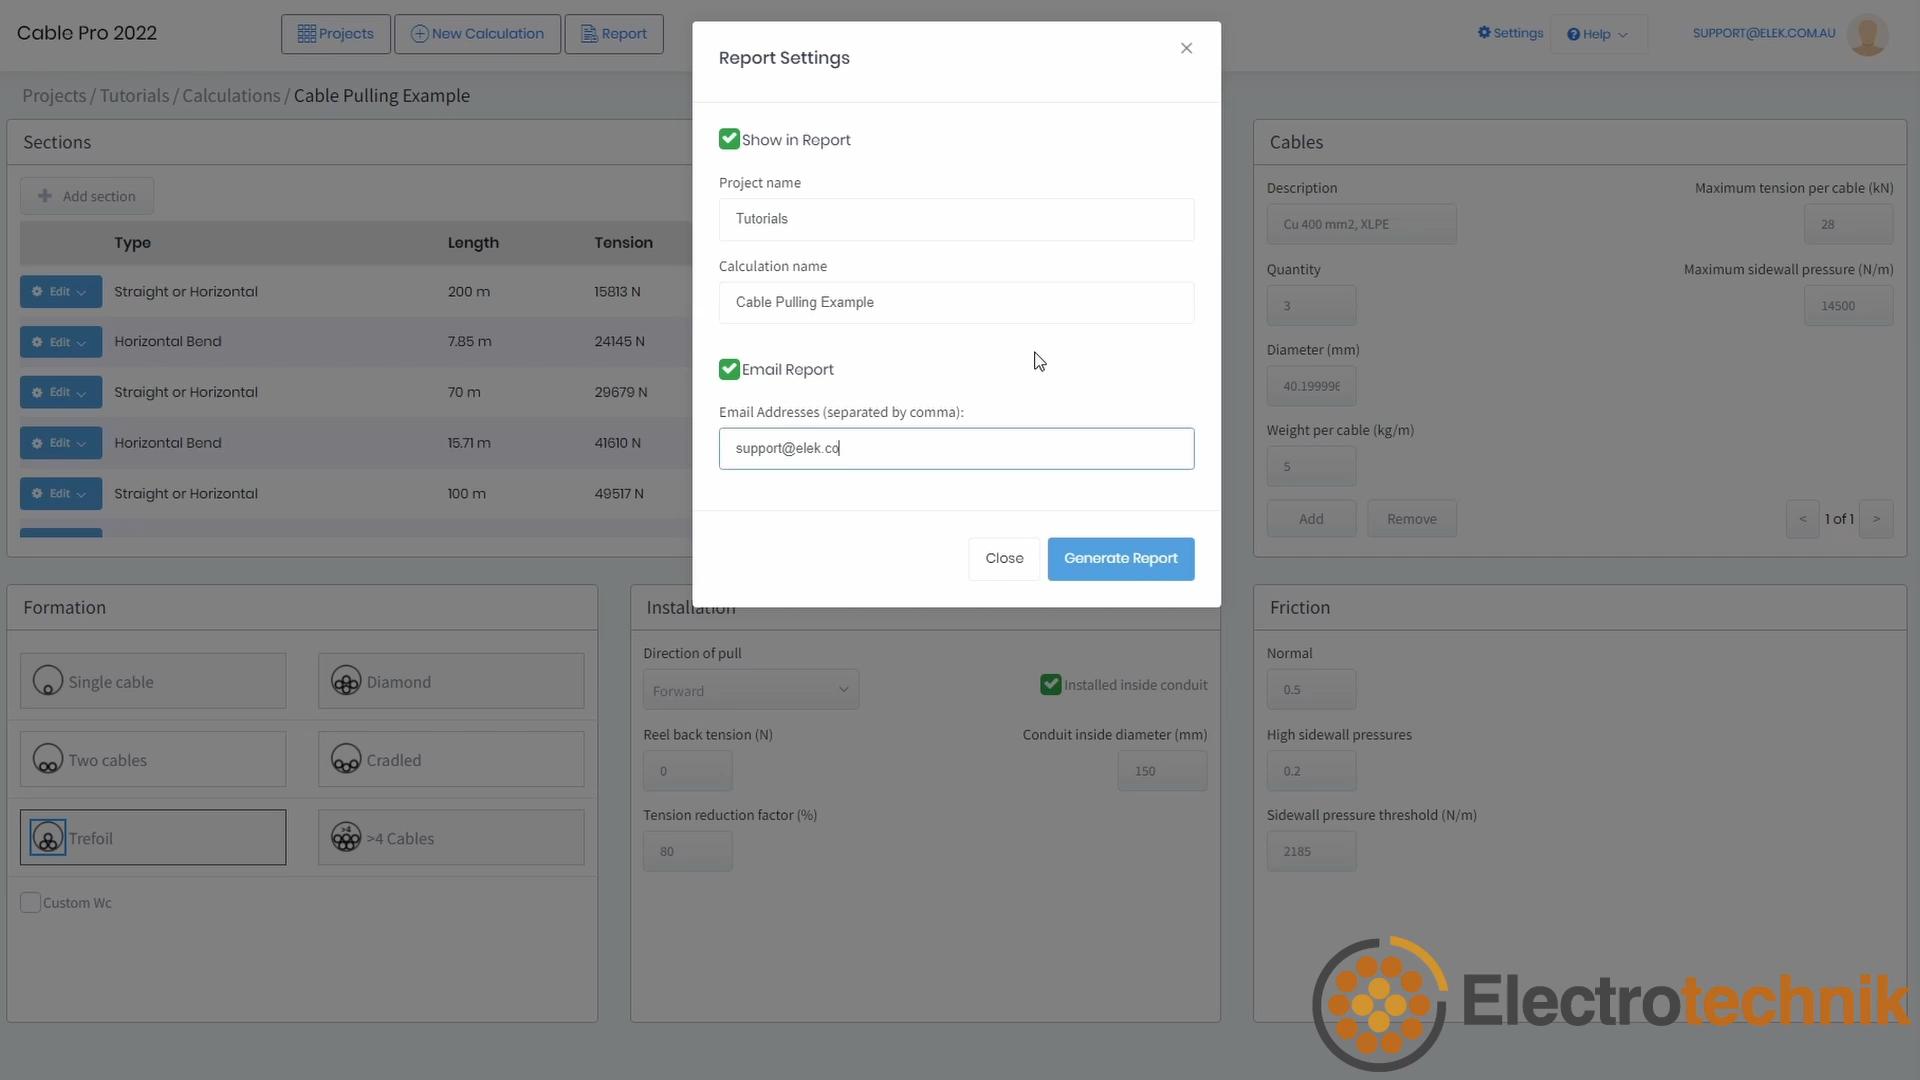 Cable Pro 2022
Projects
New Calculation
Report
Settings
Help
SUPPORT@ELEK.COM.AU
Projects / Tutorials / Calculations / Cable Pulling Example
Report Settings
Show in Report
Project name
Tutorials
Calculation name
Cable Pulling Example
Email Report
Email Addresses (separated by comma):
support@elek.co
Close
Generate Report
Sections
Add section
Type Length Tension
Edit Straight or Horizontal 200 m 15813 N
Edit Horizontal Bend 7.85 m 24145 N
Edit Straight or Horizontal 70 m 29679 N
Edit Horizontal Bend 15.71 m 41610 N
Edit Straight or Horizontal 100 m 49517 N
Cables
Description
Maximum tension per cable (kN)
Cu 400 mm2, XLPE
28
Quantity
Maximum sidewall pressure (N/m)
3
14500
Diameter (mm)
40.199996
Weight per cable (kg/m)
5
Add
Remove
< 1 of 1 >
Formation
Single cable
Diamond
Two cables
Cradled
Trefoil
>4
>4 Cables
Custom Wc
Installation
Direction of pull
Forward
Installed inside conduit
Reel back tension (N)
Conduit inside diameter (mm)
0
150
Tension reduction factor (%)
80
Friction
Normal
0.5
High sidewall pressures
0.2
Sidewall pressure threshold (N/m)
2185
Electrotechnik